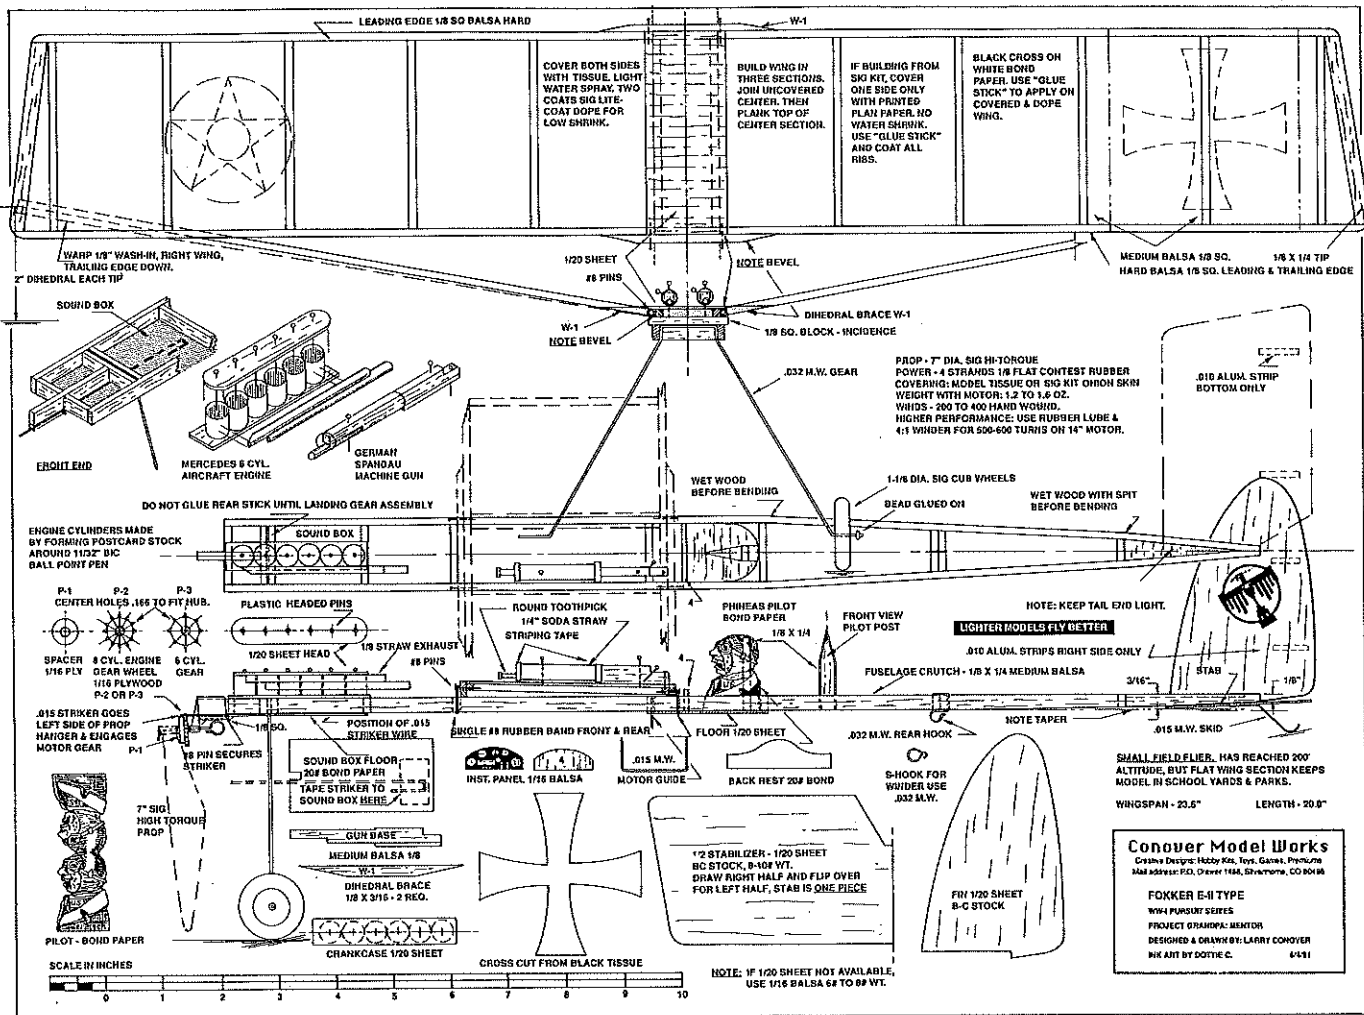 LEADING EDGE 1/8 SQ BALSA HARD
W-1
COVER BOTH SIDES
WITH TISSUE. LIGHT
WATER SPRAY, TWO
COATS SIG LITE-
COAT DOPE FOR
LOW SHRINK.
BUILD WING IN
THREE SECTIONS.
JOIN UNCOVERED
CENTER. THEN
PLANK TOP OF
CENTER SECTION.
IF BUILDING FROM
SKI KIT, COVER
ONE SIDE ONLY
WITH PRINTED
PLAN PAPER. NO
WATER SHRINK.
USE "GLUE STICK"
AND COAT ALL
RIBS.
BLACK CROSS ON
WHITE BOND
PAPER. USE "GLUE
STICK" TO APPLY ON
COVERED & DOPE
WING.
WARP 1/8" WASH-IN, RIGHT WING,
TRAILING EDGE DOWN.
2" DIHEDRAL EACH TIP
1/20 SHEET
#8 PINS
NOTE BEVEL
MEDIUM BALSA 1/8 SQ.
1/8 X 1/4 TIP
HARD BALSA 1/8 SQ. LEADING & TRAILING EDGE
SOUND BOX
W-1
NOTE BEVEL
DIHEDRAL BRACE W-1
1/8 SQ. BLOCK - INCIDENCE
.032 M.W. GEAR
PROP - 7" DIA. SIG HI-TORQUE
POWER - 4 STRANDS 1/8 FLAT CONTEST RUBBER
COVERING: MODEL TISSUE OR SIG KIT ONION SKIN
WEIGHT WITH MOTOR: 1.2 TO 1.6 OZ.
WINDS - 200 TO 400 HAND WOUND.
HIGHER PERFORMANCE: USE RUBBER LUBE &
4:1 WINDER FOR 500-600 TURNS ON 14" MOTOR.
.010 ALUM. STRIP
BOTTOM ONLY
FRONT END
MERCEDES 6 CYL.
AIRCRAFT ENGINE
GERMAN
SPANDAU
MACHINE GUN
DO NOT GLUE REAR STICK UNTIL LANDING GEAR ASSEMBLY
WET WOOD
BEFORE BENDING
1-1/8 DIA. SIG CUB WHEELS
BEAD GLUED ON
WET WOOD WITH SPIT
BEFORE BENDING
ENGINE CYLINDERS MADE
BY FORMING POSTCARD STOCK
AROUND 11/32" BIC
BALL POINT PEN
SOUND BOX
P-1
P-2
P-3
CENTER HOLES .166 TO FIT HUB.
PLASTIC HEADED PINS
SPACER
1/16 PLY
8 CYL. ENGINE
GEAR WHEEL
1/16 PLYWOOD
P-2 OR P-3
6 CYL.
GEAR
1/20 SHEET HEAD
1/8 STRAW EXHAUST
#8 PINS
ROUND TOOTHPICK
1/4" SODA STRAW
STRIPING TAPE
4
4
PHINEAS PILOT
BOND PAPER
1/8 X 1/4
FRONT VIEW
PILOT POST
NOTE: KEEP TAIL END LIGHT.
LIGHTER MODELS FLY BETTER
.010 ALUM. STRIPS RIGHT SIDE ONLY
FUSELAGE CRUTCH - 1/8 X 1/4 MEDIUM BALSA
STAB
3/16"
1/8"
.015 STRIKER GOES
LEFT SIDE OF PROP
HANGER & ENGAGES
MOTOR GEAR
P-1
1/8 SQ.
#8 PIN SECURES
STRIKER
POSITION OF .015
STRIKER WIRE
SINGLE #8 RUBBER BAND FRONT & REAR
FLOOR 1/20 SHEET
.032 M.W. REAR HOOK
NOTE TAPER
.015 M.W. SKID
SOUND BOX FLOOR
20# BOND PAPER
TAPE STRIKER TO
SOUND BOX HERE
4
INST. PANEL 1/16 BALSA
.015 M.W.
MOTOR GUIDE
BACK REST 20# BOND
S-HOOK FOR
WINDER USE
.032 M.W.
SMALL FIELD FLIER. HAS REACHED 200'
ALTITUDE, BUT FLAT WING SECTION KEEPS
MODEL IN SCHOOL YARDS & PARKS.
WINGSPAN - 23.6"
LENGTH - 20.0"
7" SIG
HIGH TORQUE
PROP
GUN BASE
MEDIUM BALSA 1/8
W-1
DIHEDRAL BRACE
1/8 X 3/16 - 2 REQ.
1/2 STABILIZER - 1/20 SHEET
BC STOCK, 8-10# WT.
DRAW RIGHT HALF AND FLIP OVER
FOR LEFT HALF, STAB IS ONE PIECE
FIN 1/20 SHEET
B-C STOCK
PILOT - BOND PAPER
CRANKCASE 1/20 SHEET
CROSS CUT FROM BLACK TISSUE
NOTE: IF 1/20 SHEET NOT AVAILABLE,
USE 1/16 BALSA 6# TO 8# WT.
SCALE IN INCHES
0 1 2 3 4 5 6 7 8 9 10
Conover Model Works
Creative Designs: Hobby Kits, Toys, Games, Premiums
Mail address: P.O. Drawer 1488, Silverthorne, CO 80498
FOKKER E-II TYPE
WW-I PURSUIT SERIES
PROJECT GRANDPA: MENTOR
DESIGNED & DRAWN BY: LARRY CONOVER
INK ART BY DOTTIE C.